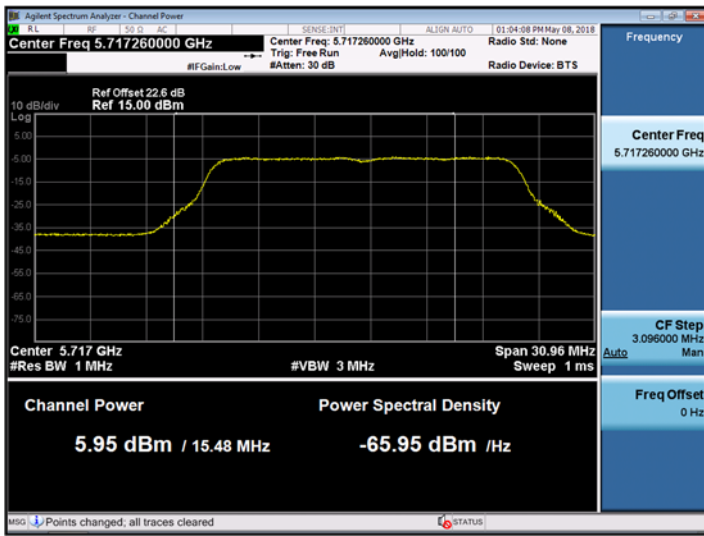 Agilent Spectrum Analyzer - Channel Power
RL RF 50 Ω AC SENSE:INT ALIGN AUTO 01:04:08 PM May 08, 2018
Center Freq 5.717260000 GHz
Center Freq: 5.717260000 GHz
Radio Std: None
Trig: Free Run Avg|Hold: 100/100
#IFGain:Low #Atten: 30 dB Radio Device: BTS
Ref Offset 22.6 dB
10 dB/div Ref 15.00 dBm
Log
5.00
-5.00
-15.0
-25.0
-35.0
-45.0
-55.0
-65.0
-75.0
Center 5.717 GHz Span 30.96 MHz
#Res BW 1 MHz #VBW 3 MHz Sweep 1 ms
Channel Power Power Spectral Density
5.95 dBm / 15.48 MHz -65.95 dBm /Hz
MSG Points changed; all traces cleared STATUS
Frequency
Center Freq
5.717260000 GHz
CF Step
3.096000 MHz
Auto Man
Freq Offset
0 Hz